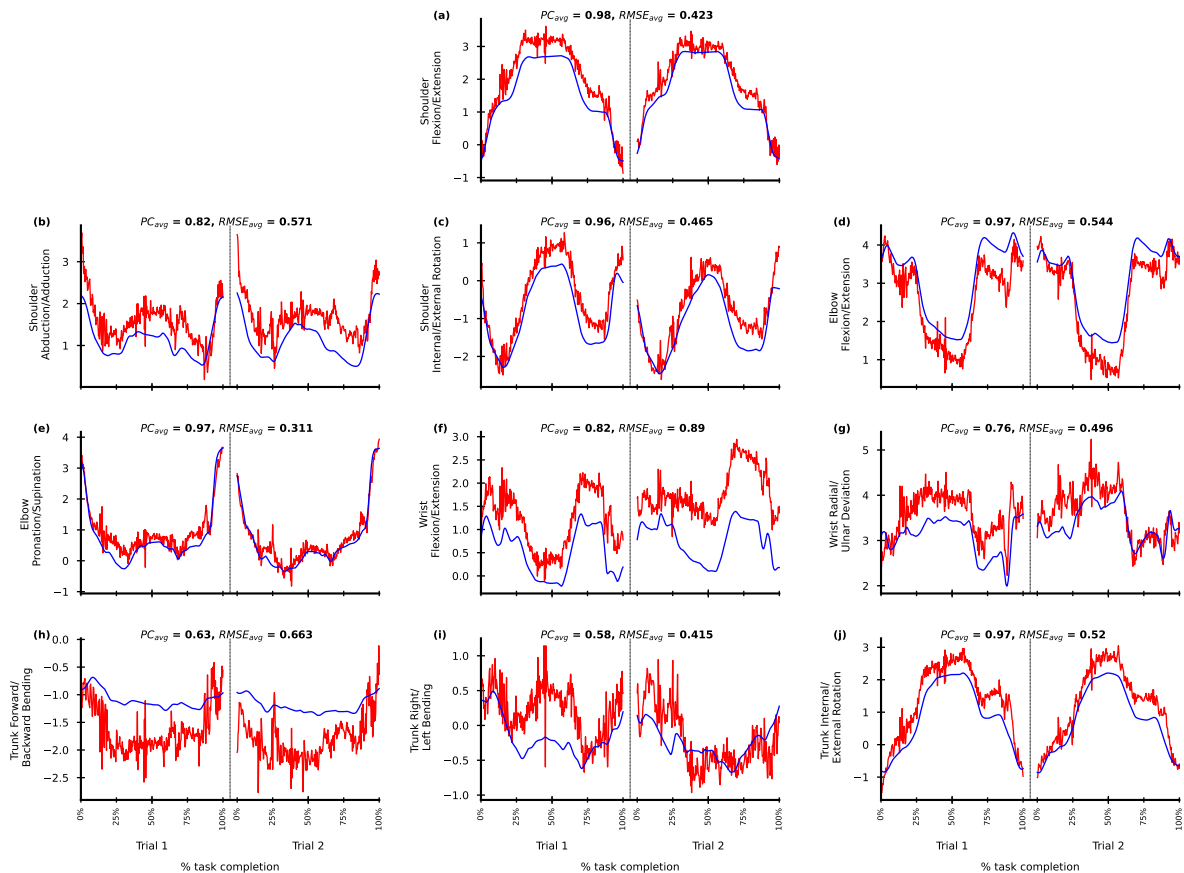 (a) PCavg = 0.98, RMSEavg = 0.423
Shoulder
Flexion/Extension
3
2
1
0
−1
(b) PCavg = 0.82, RMSEavg = 0.571
Shoulder
Abduction/Adduction
3
2
1
(c) PCavg = 0.96, RMSEavg = 0.465
Shoulder
Internal/External Rotation
1
0
−1
−2
(d) PCavg = 0.97, RMSEavg = 0.544
Elbow
Flexion/Extension
4
3
2
1
(e) PCavg = 0.97, RMSEavg = 0.311
Elbow
Pronation/Supination
4
3
2
1
0
−1
(f) PCavg = 0.82, RMSEavg = 0.89
Wrist
Flexion/Extension
3.0
2.5
2.0
1.5
1.0
0.5
0.0
(g) PCavg = 0.76, RMSEavg = 0.496
Wrist Radial/
Ulnar Deviation
5
4
3
2
(h) PCavg = 0.63, RMSEavg = 0.663
Trunk Forward/
Backward Bending
0.0
−0.5
−1.0
−1.5
−2.0
−2.5
0% 25% 50% 75% 100% 0% 25% 50% 75% 100%
Trial 1 Trial 2
% task completion
(i) PCavg = 0.58, RMSEavg = 0.415
Trunk Right/
Left Bending
1.0
0.5
0.0
−0.5
−1.0
0% 25% 50% 75% 100% 0% 25% 50% 75% 100%
Trial 1 Trial 2
% task completion
(j) PCavg = 0.97, RMSEavg = 0.52
Trunk Internal/
External Rotation
3
2
1
0
−1
0% 25% 50% 75% 100% 0% 25% 50% 75% 100%
Trial 1 Trial 2
% task completion